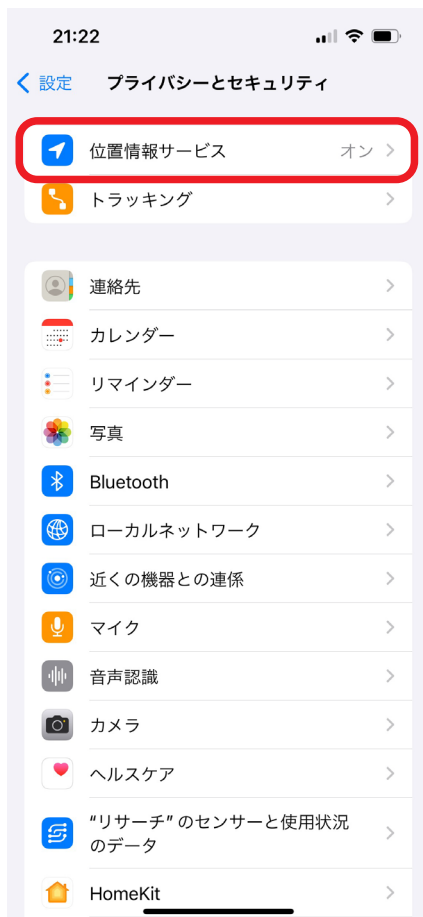 21:22
設定 プライバシーとセキュリティ
位置情報サービス オン
トラッキング
連絡先
カレンダー
リマインダー
写真
Bluetooth
ローカルネットワーク
近くの機器との連係
マイク
音声認識
カメラ
ヘルスケア
“リサーチ” のセンサーと使用状況
のデータ
HomeKit